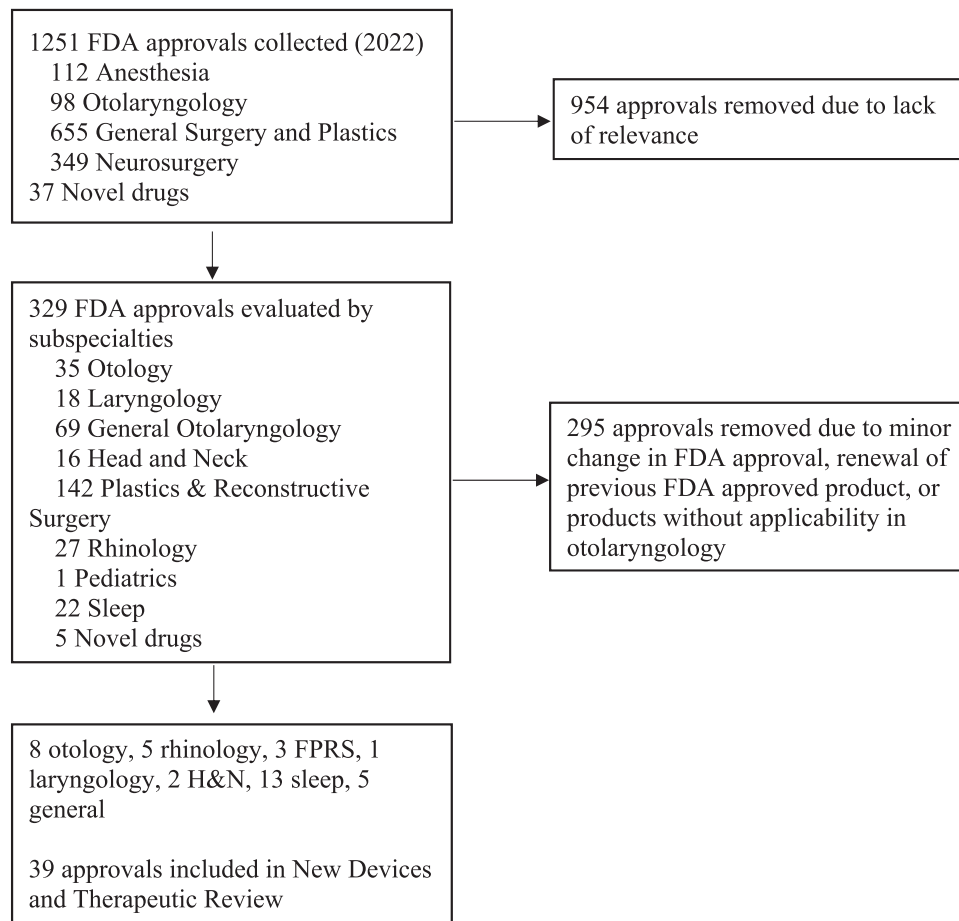 1251 FDA approvals collected (2022)
112 Anesthesia
98 Otolaryngology
655 General Surgery and Plastics
349 Neurosurgery
37 Novel drugs
954 approvals removed due to lack
of relevance
329 FDA approvals evaluated by
subspecialties
35 Otology
18 Laryngology
69 General Otolaryngology
16 Head and Neck
142 Plastics & Reconstructive
Surgery
27 Rhinology
1 Pediatrics
22 Sleep
5 Novel drugs
295 approvals removed due to minor
change in FDA approval, renewal of
previous FDA approved product, or
products without applicability in
otolaryngology
8 otology, 5 rhinology, 3 FPRS, 1
laryngology, 2 H&N, 13 sleep, 5
general
39 approvals included in New Devices
and Therapeutic Review